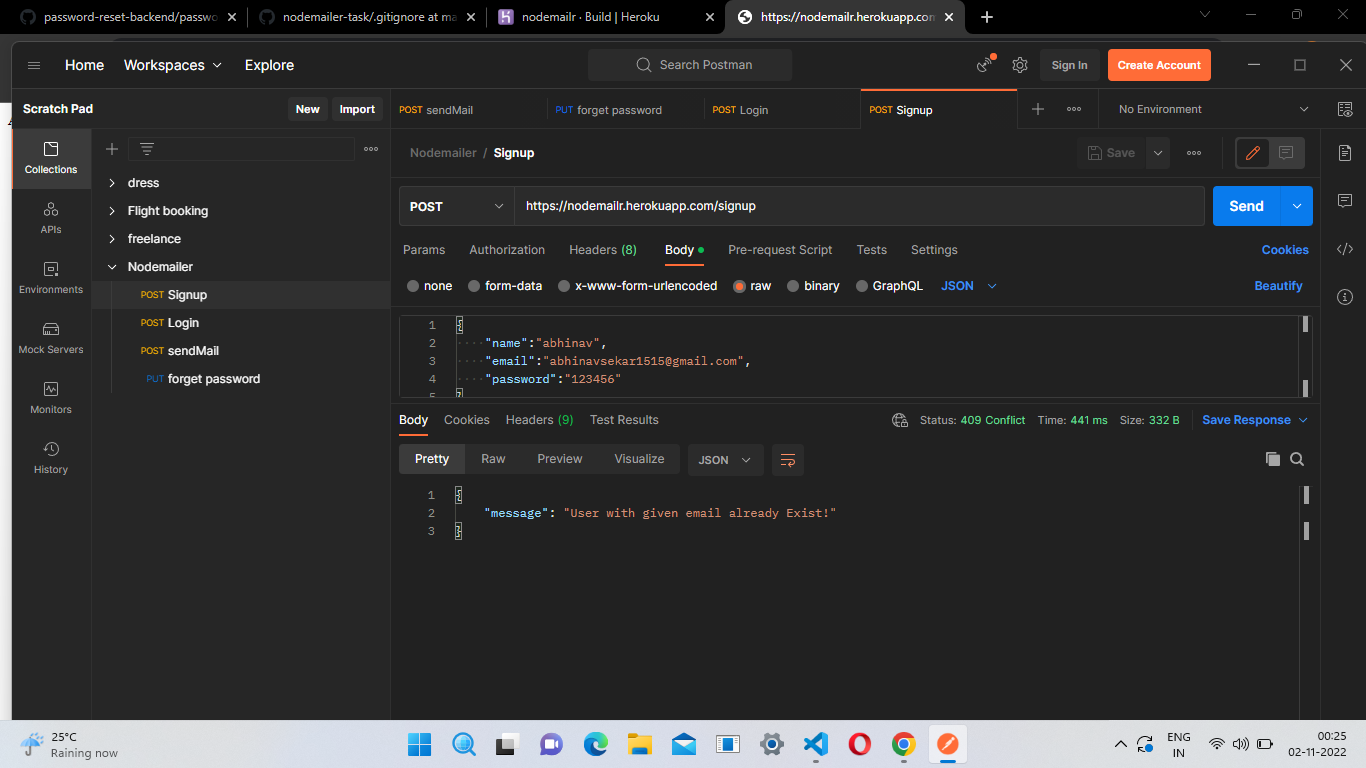 password-reset-backend/passwo
nodemailer-task/.gitignore at ma
nodemailr · Build | Heroku
https://nodemailr.herokuapp.com
Home
Workspaces
Explore
Search Postman
Sign In
Create Account
Scratch Pad
New
Import
POST sendMail
PUT forget password
POST Login
POST Signup
No Environment
Collections
APIs
Environments
Mock Servers
Monitors
History
dress
Flight booking
freelance
Nodemailer
POST Signup
POST Login
POST sendMail
PUT forget password
Nodemailer / Signup
Save
POST
https://nodemailr.herokuapp.com/signup
Send
Params
Authorization
Headers (8)
Body
Pre-request Script
Tests
Settings
Cookies
none
form-data
x-www-form-urlencoded
raw
binary
GraphQL
JSON
Beautify
1 {
2 "name":"abhinav",
3 "email":"abhinavsekar1515@gmail.com",
4 "password":"123456"
5 }
Body
Cookies
Headers (9)
Test Results
Status: 409 Conflict
Time: 441 ms
Size: 332 B
Save Response
Pretty
Raw
Preview
Visualize
JSON
1 {
2 "message": "User with given email already Exist!"
3 }
25°C
Raining now
ENG
IN
00:25
02-11-2022